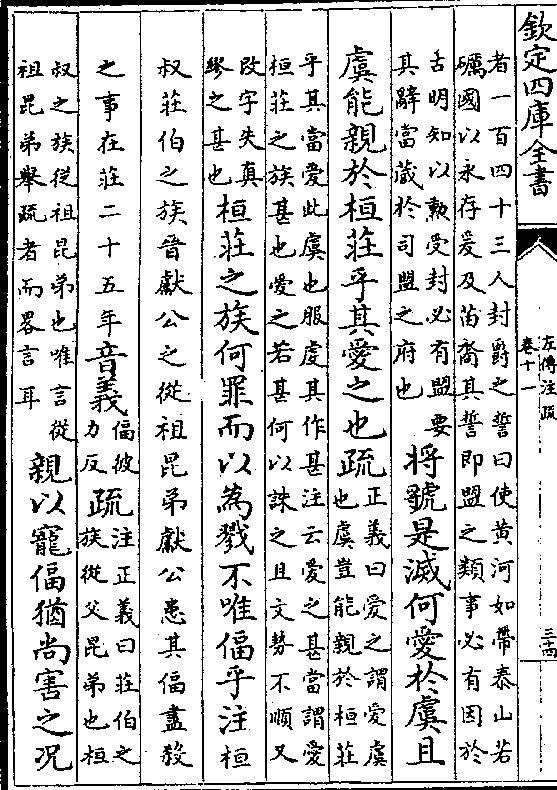 欽定四庫全書
左傳注疏
卷十一
三十四
者一百四十三人封爵之誓曰使黄河如帶泰山若
礪國以永存爰及苗裔其誓即盟之類事必有因於
古明知以勲受封必有盟要
其辭當藏於司盟之府也
將虢是滅何愛於虞且
虞能親於桓莊乎其愛之也疏
正義曰愛之謂愛虞
也虞豈能親於桓莊
乎其當愛此虞也服虔其作甚注云愛之甚當謂愛
桓莊之族甚也愛之若甚何以誅之且文勢不順又
改字失真
繆之甚也
桓莊之族何罪而以為戮不唯偪乎注桓
叔莊伯之族晉獻公之從祖昆弟獻公患其偪盡殺
之事在莊二十五年音義
偪彼
力反
疏
注正義曰莊伯之
族從父昆弟也桓
叔之族從祖昆弟也唯言從
祖昆弟舉疏者而畧言耳
親以寵偪猶尚害之况